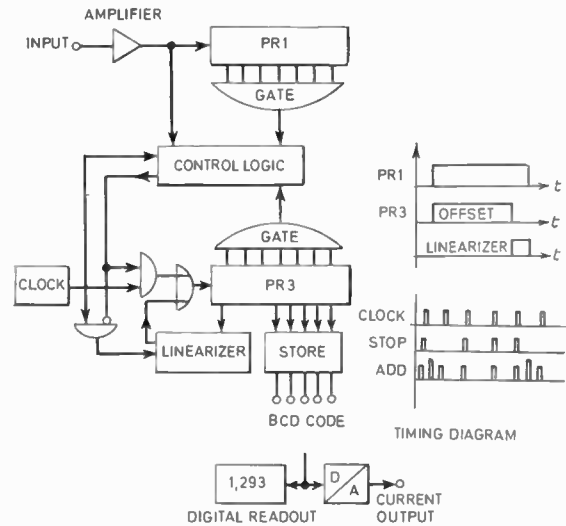 AMPLIFIER
INPUT
PR1
GATE
CONTROL LOGIC
GATE
CLOCK
PR3
LINEARIZER
STORE
BCD CODE
PR1
t
PR3
OFFSET
t
LINEARIZER
t
CLOCK
STOP
ADD
TIMING DIAGRAM
1,293
D
A
DIGITAL READOUT
CURRENT
OUTPUT